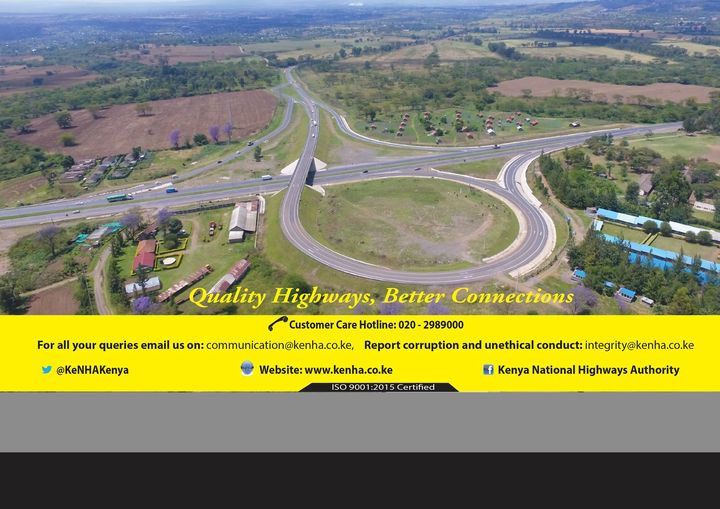 Quality Highways, Better Connections
Customer Care Hotline: 020 - 2989000
For all your queries email us on: communication@kenha.co.ke, Report corruption and unethical conduct: integrity@kenha.co.ke
@KeNHAKenya Website: www.kenha.co.ke Kenya National Highways Authority
ISO 9001:2015 Certified